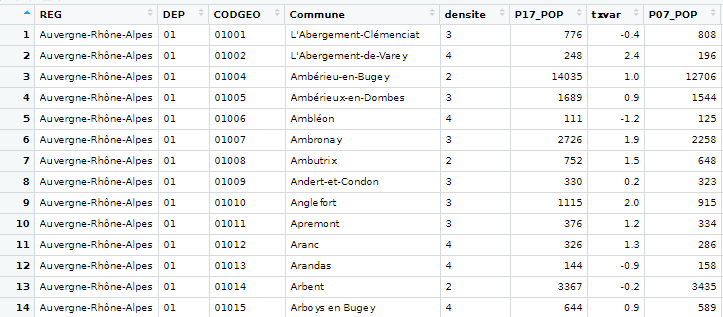 REG DEP CODGEO Commune densite P17_POP txvar P07_POP
1 Auvergne-Rhône-Alpes 01 01001 L'Abergement-Clémenciat 3 776 -0.4 808
2 Auvergne-Rhône-Alpes 01 01002 L'Abergement-de-Varey 4 248 2.4 196
3 Auvergne-Rhône-Alpes 01 01004 Ambérieu-en-Bugey 2 14035 1.0 12706
4 Auvergne-Rhône-Alpes 01 01005 Ambérieux-en-Dombes 3 1689 0.9 1544
5 Auvergne-Rhône-Alpes 01 01006 Ambléon 4 111 -1.2 125
6 Auvergne-Rhône-Alpes 01 01007 Ambronay 3 2726 1.9 2258
7 Auvergne-Rhône-Alpes 01 01008 Ambutrix 2 752 1.5 648
8 Auvergne-Rhône-Alpes 01 01009 Andert-et-Condon 3 330 0.2 323
9 Auvergne-Rhône-Alpes 01 01010 Anglefort 3 1115 2.0 915
10 Auvergne-Rhône-Alpes 01 01011 Apremont 3 376 1.2 334
11 Auvergne-Rhône-Alpes 01 01012 Aranc 4 326 1.3 286
12 Auvergne-Rhône-Alpes 01 01013 Arandas 4 144 -0.9 158
13 Auvergne-Rhône-Alpes 01 01014 Arbent 2 3367 -0.2 3435
14 Auvergne-Rhône-Alpes 01 01015 Arboys en Bugey 4 644 0.9 589